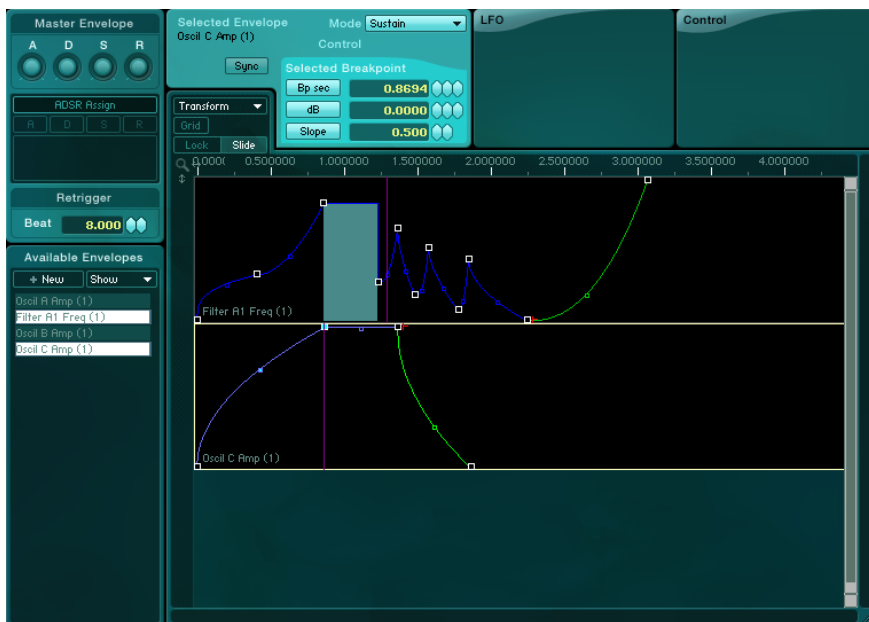 Master Envelope
A D S R
ADSR Assign
A D S R
Retrigger
Beat 8.000
Available Envelopes
+ New Show
Oscil A Amp (1)
Filter A1 Freq (1)
Oscil B Amp (1)
Oscil C Amp (1)
Selected Envelope Mode Sustain
Oscil C Amp (1)
Control
Sync
Selected Breakpoint
Bp sec 0.8694
dB 0.0000
Slope 0.500
Transform
Grid
Lock Slide
LFO
Control
0.0000 0.500000 1.000000 1.500000 2.000000 2.500000 3.000000 3.500000 4.000000
Filter A1 Freq (1)
Oscil C Amp (1)